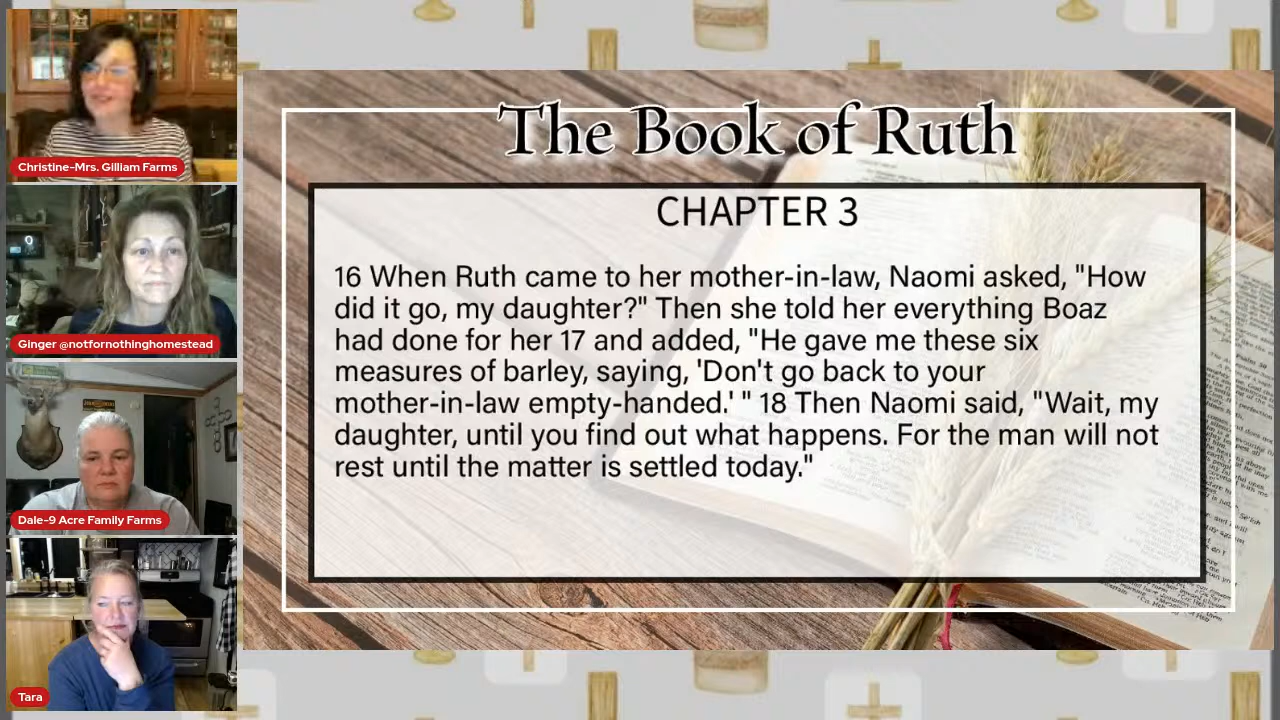 Christine-Mrs. Gilliam Farms
Ginger @notfornothinghomestead
Dale-9 Acre Family Farms
Tara
The Book of Ruth
CHAPTER 3
16 When Ruth came to her mother-in-law, Naomi asked, "How
did it go, my daughter?" Then she told her everything Boaz
had done for her 17 and added, "He gave me these six
measures of barley, saying, 'Don't go back to your
mother-in-law empty-handed.' " 18 Then Naomi said, "Wait, my
daughter, until you find out what happens. For the man will not
rest until the matter is settled today."